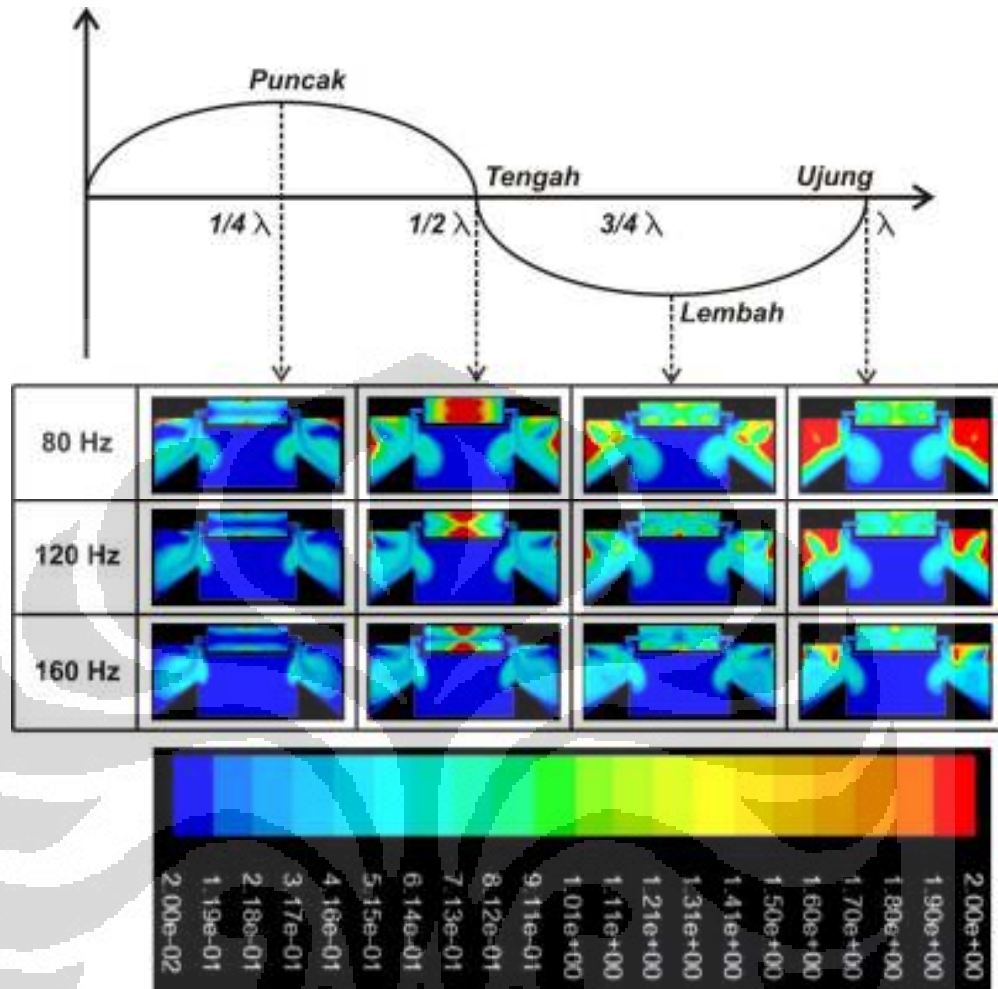 Puncak
Tengah
Ujung
1/4 λ
1/2 λ
3/4 λ
λ
Lembah
80 Hz
120 Hz
160 Hz
2.00e-02
1.19e-01
2.18e-01
3.17e-01
4.16e-01
5.15e-01
6.14e-01
7.13e-01
8.12e-01
9.11e-01
1.01e+00
1.11e+00
1.21e+00
1.31e+00
1.41e+00
1.50e+00
1.60e+00
1.70e+00
1.80e+00
1.90e+00
2.00e+00